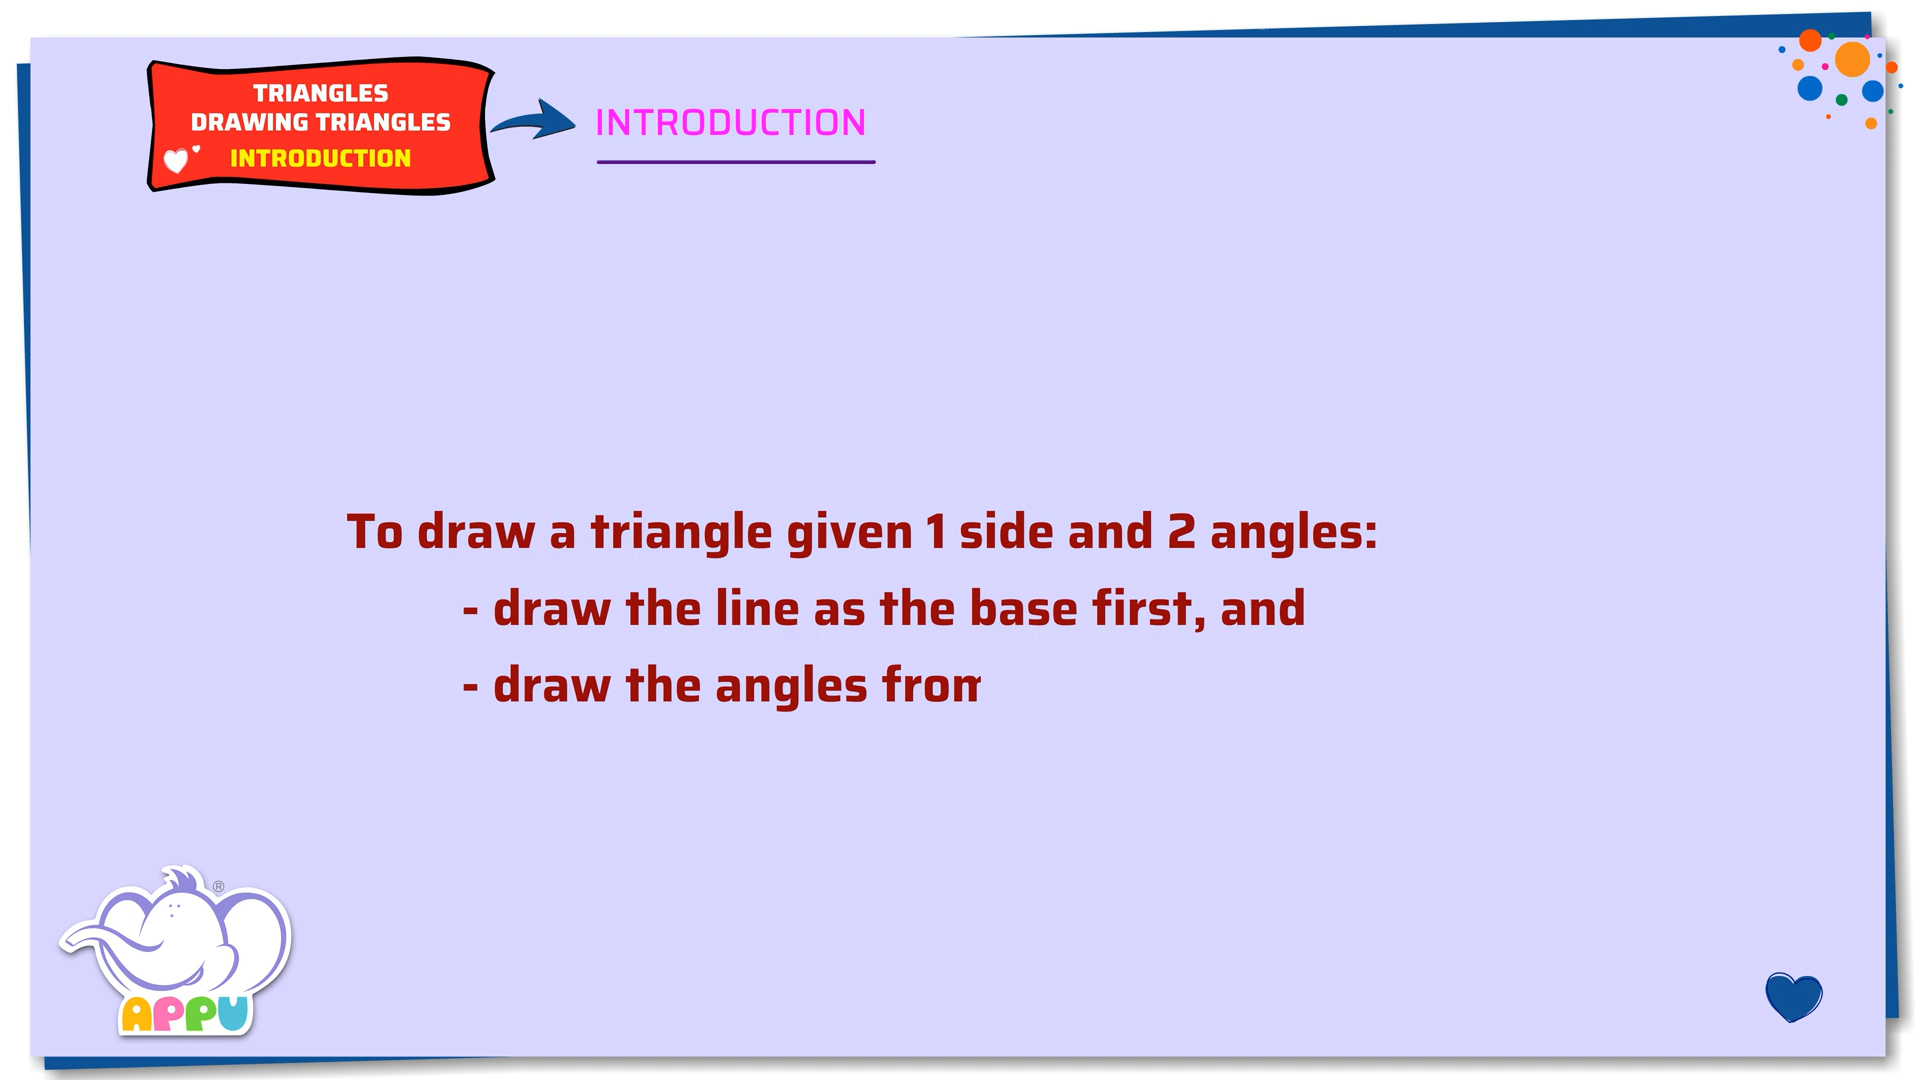 TRIANGLES
DRAWING TRIANGLES
INTRODUCTION
INTRODUCTION
To draw a triangle given 1 side and 2 angles:
- draw the line as the base first, and
- draw the angles from
®
APPU